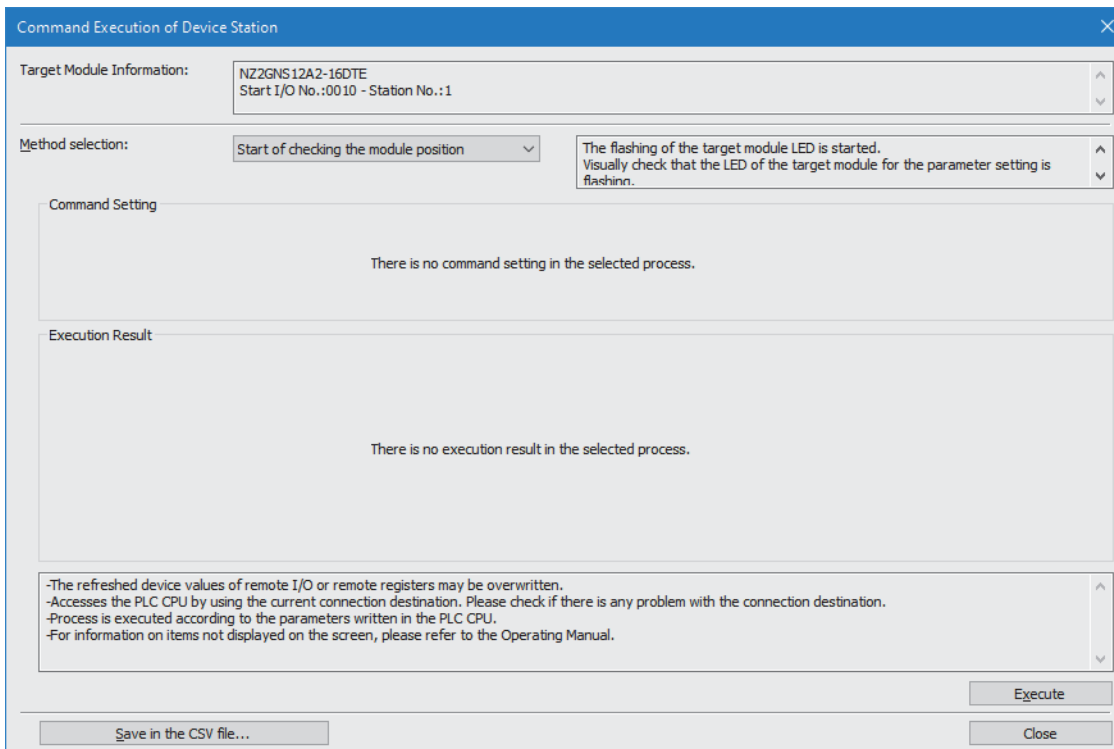 Command Execution of Device Station
Target Module Information:
NZ2GNS12A2-16DTE
Start I/O No.:0010 - Station No.:1
Method selection:
Start of checking the module position
The flashing of the target module LED is started.
Visually check that the LED of the target module for the parameter setting is
flashing.
Command Setting
There is no command setting in the selected process.
Execution Result
There is no execution result in the selected process.
-The refreshed device values of remote I/O or remote registers may be overwritten.
-Accesses the PLC CPU by using the current connection destination. Please check if there is any problem with the connection destination.
-Process is executed according to the parameters written in the PLC CPU.
-For information on items not displayed on the screen, please refer to the Operating Manual.
Execute
Save in the CSV file...
Close